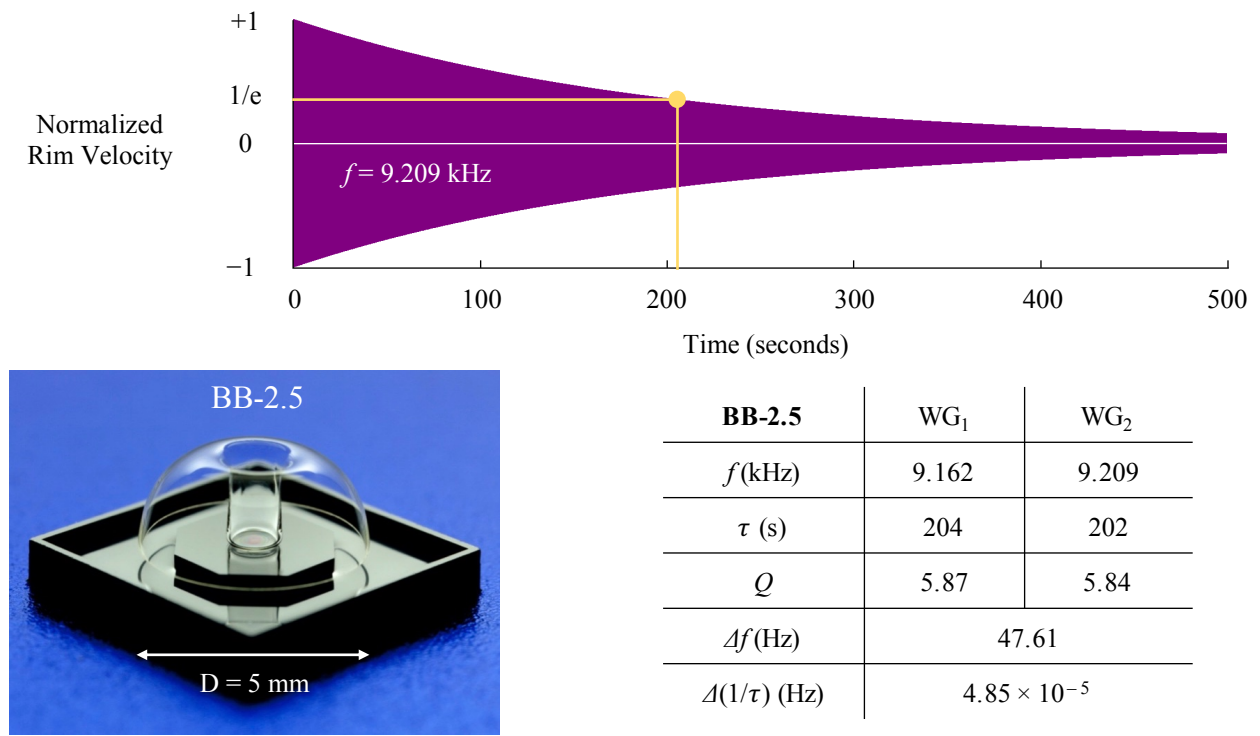 +1
1/e
Normalized
Rim Velocity
0
f = 9.209 kHz
−1
0 100 200 300 400 500
Time (seconds)
BB-2.5
D = 5 mm
BB-2.5 WG₁ WG₂
f (kHz) 9.162 9.209
τ (s) 204 202
Q 5.87 5.84
Δf (Hz) 47.61
Δ(1/τ) (Hz) 4.85 × 10⁻⁵